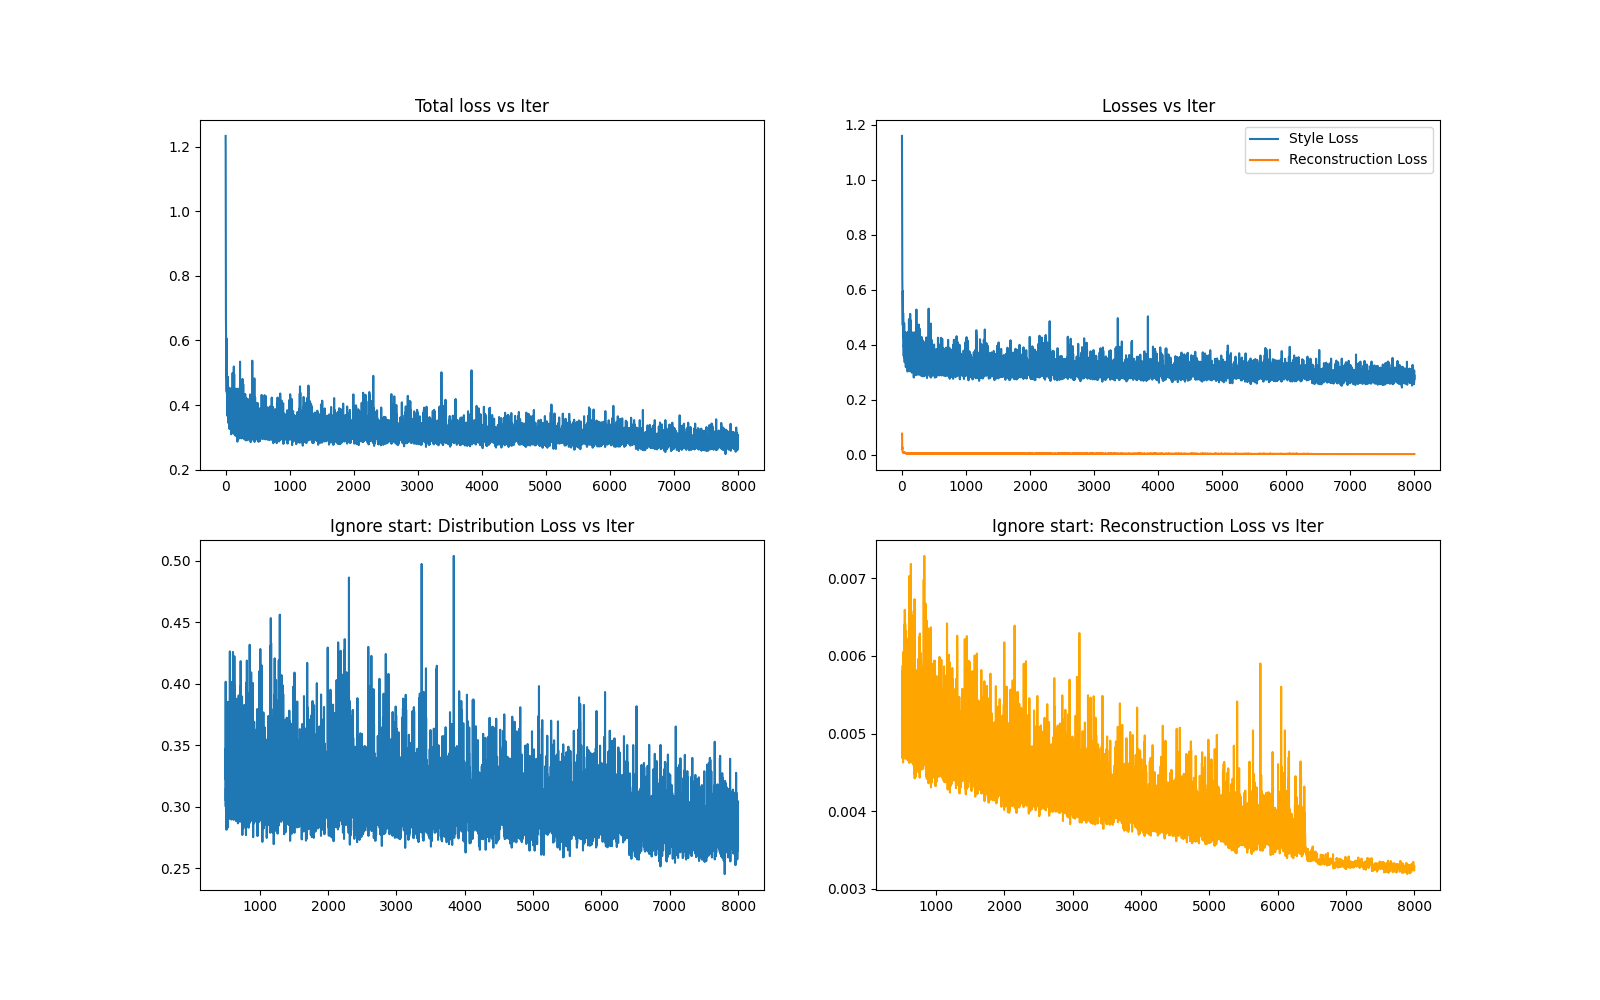 Total loss vs Iter
1.2
1.0
0.8
0.6
0.4
0.2
0 1000 2000 3000 4000 5000 6000 7000 8000
Losses vs Iter
Style Loss
Reconstruction Loss
1.2
1.0
0.8
0.6
0.4
0.2
0.0
0 1000 2000 3000 4000 5000 6000 7000 8000
Ignore start: Distribution Loss vs Iter
0.50
0.45
0.40
0.35
0.30
0.25
1000 2000 3000 4000 5000 6000 7000 8000
Ignore start: Reconstruction Loss vs Iter
0.007
0.006
0.005
0.004
0.003
1000 2000 3000 4000 5000 6000 7000 8000